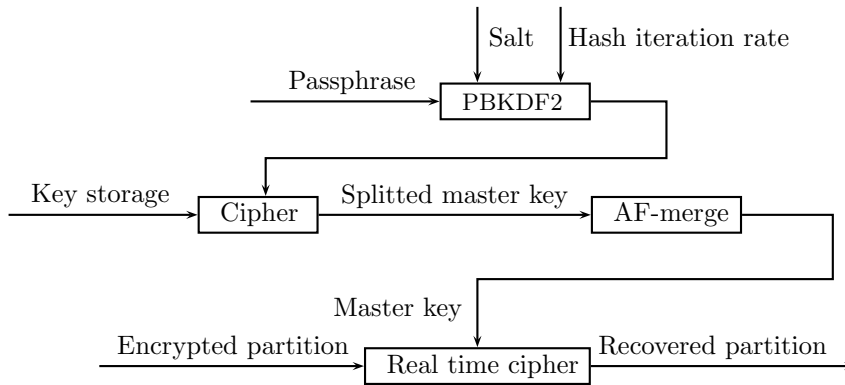 Salt
Hash iteration rate
Passphrase
PBKDF2
Key storage
Cipher
Splitted master key
AF-merge
Master key
Encrypted partition
Real time cipher
Recovered partition